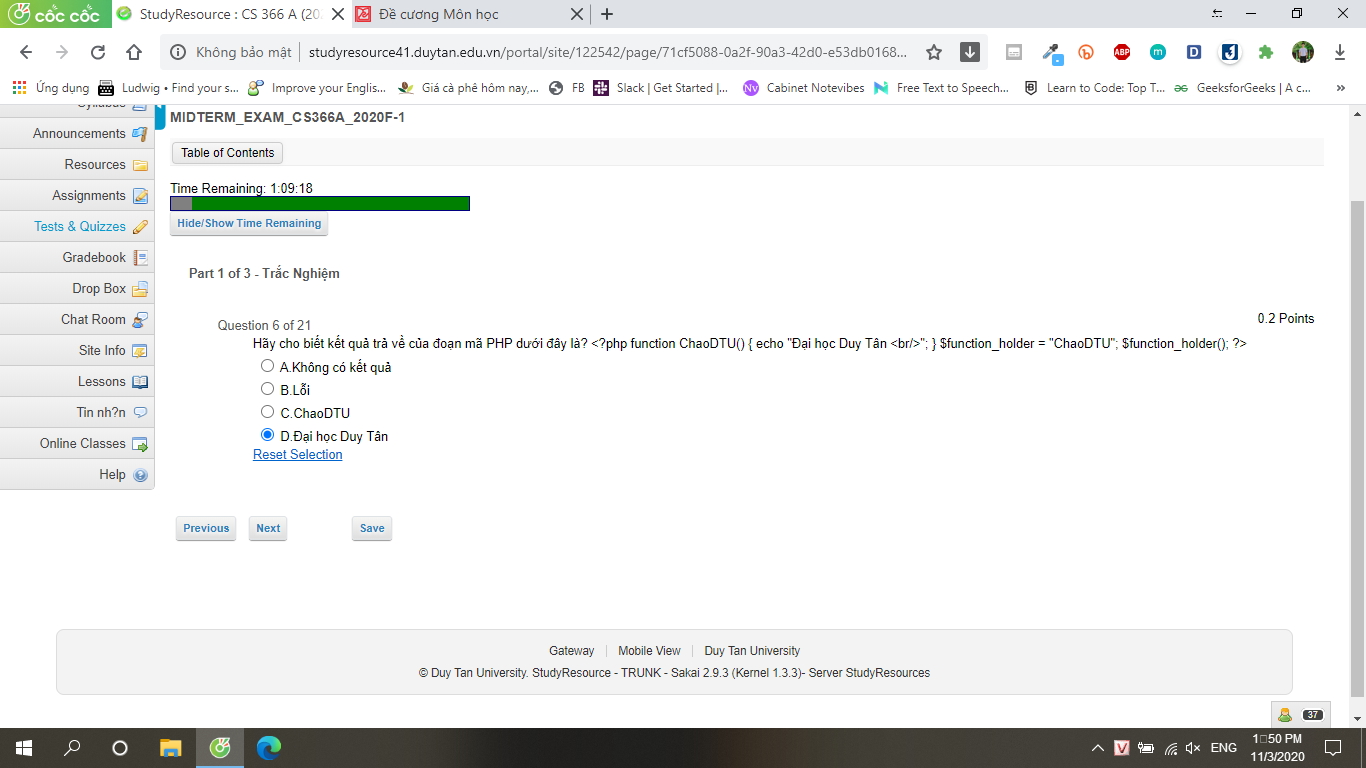 cốc cốc
StudyResource : CS 366 A (20
Đề cương Môn học
Không bảo mật
studyresource41.duytan.edu.vn/portal/site/122542/page/71cf5088-0a2f-90a3-42d0-e53db0168...
Ứng dụng
Ludwig • Find your s...
Improve your Englis...
Giá cà phê hôm nay,...
FB
Slack | Get Started |...
Cabinet Notevibes
Free Text to Speech...
Learn to Code: Top T...
GeeksforGeeks | A c...
Syllabus
Announcements
Resources
Assignments
Tests & Quizzes
Gradebook
Drop Box
Chat Room
Site Info
Lessons
Tin nh?n
Online Classes
Help
MIDTERM_EXAM_CS366A_2020F-1
Table of Contents
Time Remaining: 1:09:18
Hide/Show Time Remaining
Part 1 of 3 - Trắc Nghiệm
Question 6 of 21
0.2 Points
Hãy cho biết kết quả trả về của đoạn mã PHP dưới đây là? <?php function ChaoDTU() { echo "Đại học Duy Tân <br/>"; } $function_holder = "ChaoDTU"; $function_holder(); ?>
A.Không có kết quả
B.Lỗi
C.ChaoDTU
D.Đại học Duy Tân
Reset Selection
Previous
Next
Save
Gateway | Mobile View | Duy Tan University
© Duy Tan University. StudyResource - TRUNK - Sakai 2.9.3 (Kernel 1.3.3)- Server StudyResources
37
ENG
1□50 PM
11/3/2020